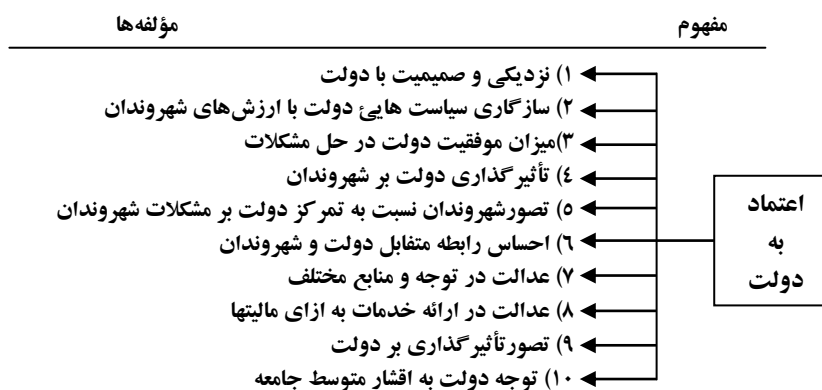 مفهوم مؤلفه‌ها
۱) نزدیکی و صمیمیت با دولت
۲) سازگاری سیاست هایئ دولت با ارزش‌های شهروندان
۳)میزان موفقیت دولت در حل مشکلات
٤) تأثیرگذاری دولت بر شهروندان
٥) تصورشهروندان نسبت به تمرکز دولت بر مشکلات شهروندان
٦) احساس رابطه متفابل دولت و شهروندان
۷) عدالت در توجه و منابع مختلف
۸) عدالت در ارائه خدمات به ازای مالیتها
۹) تصورتأثیرگذاری بر دولت
۱۰) توجه دولت به اقشار متوسط جامعه
اعتماد
به
دولت